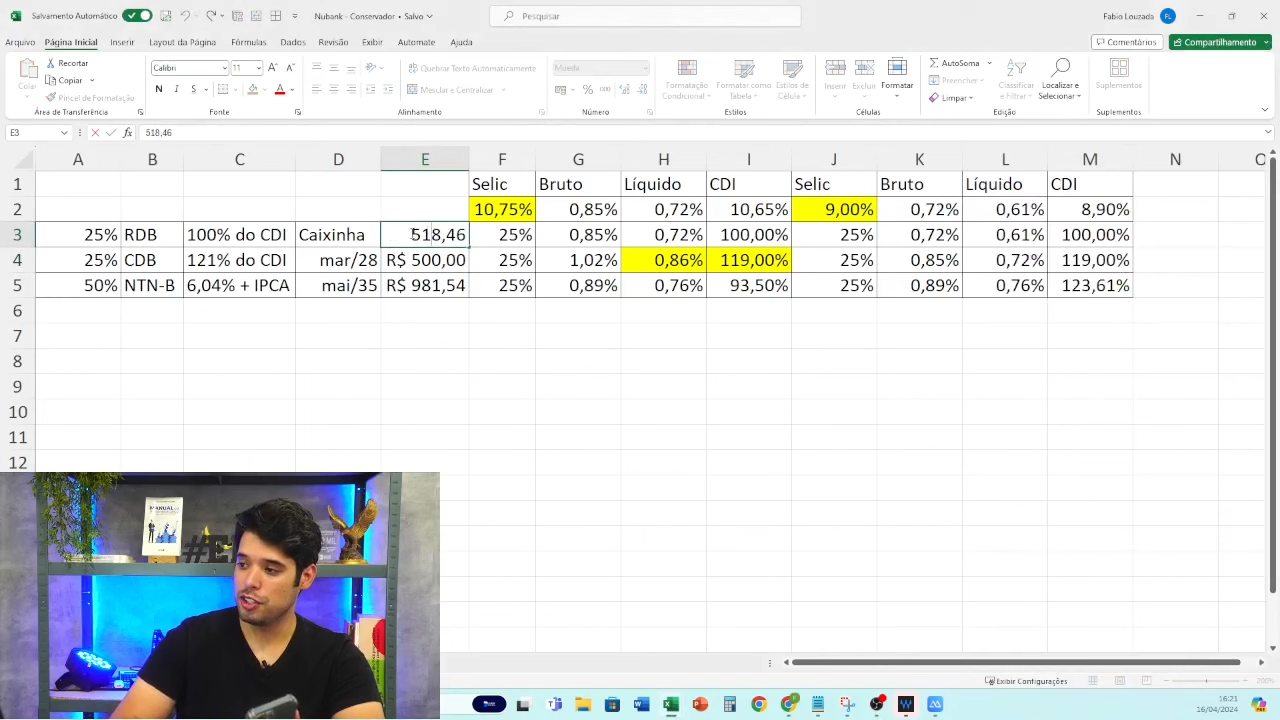 Salvamento Automático
Nubank - Conservador • Salvo
Pesquisar
Fabio Louzada
FL
Arquivo Página Inicial Inserir Layout da Página Fórmulas Dados Revisão Exibir Automate Ajuda
Comentários Compartilhamento
Colar
Recortar
Copiar
Pincel de Formatação
Área de Transferência
Calibri 11
N I S
Fonte
Quebrar Texto Automaticamente
Mesclar e Centralizar
Alinhamento
Moeda
% 000
Número
Formatação Condicional
Formatar como Tabela
Estilos de Célula
Estilos
Inserir Excluir Formatar
Células
AutoSoma
Preencher
Limpar
Classificar e Filtrar
Localizar e Selecionar
Edição
Suplementos
Suplementos
E3 fx 518,46
A B C D E F G H I J K L M N O
1 Selic Bruto Líquido CDI Selic Bruto Líquido CDI
2 10,75% 0,85% 0,72% 10,65% 9,00% 0,72% 0,61% 8,90%
3 25% RDB 100% do CDI Caixinha 518,46 25% 0,85% 0,72% 100,00% 25% 0,72% 0,61% 100,00%
4 25% CDB 121% do CDI mar/28 R$ 500,00 25% 1,02% 0,86% 119,00% 25% 0,85% 0,72% 119,00%
5 50% NTN-B 6,04% + IPCA mai/35 R$ 981,54 25% 0,89% 0,76% 93,50% 25% 0,89% 0,76% 123,61%
6
7
8
9
10
11
12
MANUAL
Exibir Configurações
200%
16:21
16/04/2024